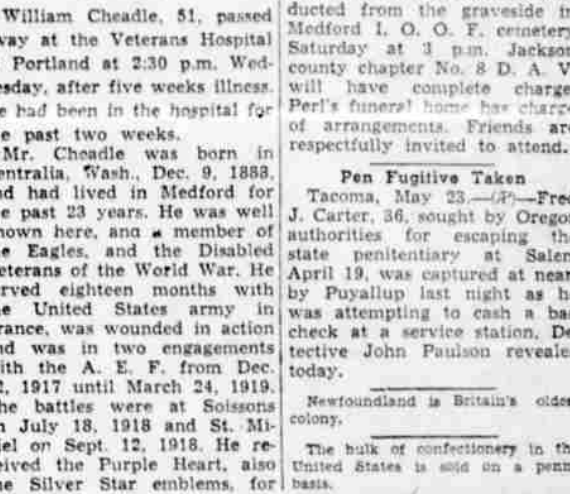 William Cheadle, 51, passed
way at the Veterans Hospital
Portland at 2:30 p.m. Wed-
esday, after five weeks illness.
e had been in the hospital for
e past two weeks.
Mr. Cheadle was born in
entralia, Wash., Dec. 9, 1888,
nd had lived in Medford for
e past 23 years. He was well
nown here, and a member of
e Eagles, and the Disabled
eterans of the World War. He
rved eighteen months with
e United States army in
rance, was wounded in action
nd was in two engagements
ith the A. E. F. from Dec.
2, 1917 until March 24, 1919.
he battles were at Soissons
n July 18, 1918 and St. Mi-
iel on Sept. 12, 1918. He re-
eived the Purple Heart, also
he Silver Star emblems, for
ducted from the graveside in
Medford I. O. O. F. cemetery
Saturday at 3 p.m. Jackson
county chapter No. 8 D. A. V.
will have complete charge.
Perl's funeral home has charge
of arrangements. Friends are
respectfully invited to attend.
Pen Fugitive Taken
Tacoma, May 23.—(AP)—Fred
J. Carter, 36, sought by Oregon
authorities for escaping the
state penitentiary at Salem
April 19, was captured at near-
by Puyallup last night as he
was attempting to cash a bad
check at a service station, De-
tective John Paulson revealed
today.
Newfoundland is Britain's oldest
colony.
The bulk of confectionery in the
United States is sold on a penny
basis.